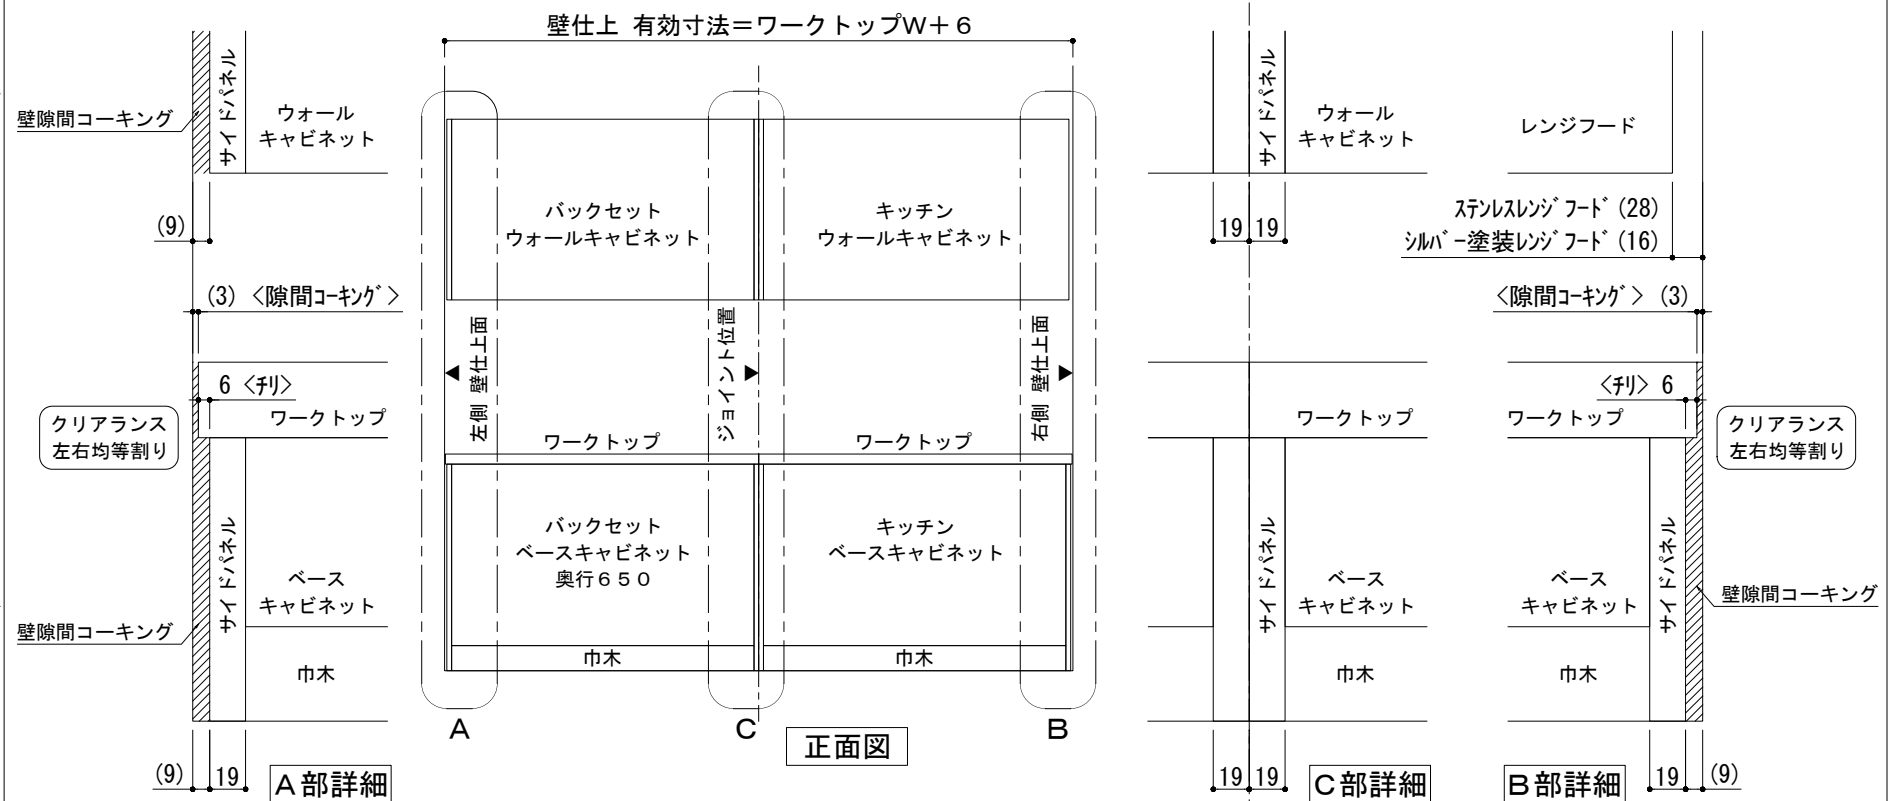 壁仕上 有効寸法＝ワークトップW＋６
壁隙間コーキング
サイドパネル
ウォール
キャビネット
(9)
(3) <隙間ｺｰｷﾝｸﾞ>
6 <ﾁﾘ>
クリアランス
左右均等割り
ワークトップ
サイドパネル
ベース
キャビネット
壁隙間コーキング
巾木
(9)
19
A部詳細
バックセット
ウォールキャビネット
キッチン
ウォールキャビネット
左側 壁仕上面
ジョイント位置
右側 壁仕上面
ワークトップ
ワークトップ
バックセット
ベースキャビネット
奥行６５０
キッチン
ベースキャビネット
巾木
巾木
A
C
B
正面図
サイドパネル
ウォール
キャビネット
19
19
ワークトップ
サイドパネル
ベース
キャビネット
巾木
19
19
C部詳細
レンジフード
ｽﾃﾝﾚｽﾚﾝｼﾞﾌｰﾄﾞ (28)
ｼﾙﾊﾞｰ塗装ﾚﾝｼﾞﾌｰﾄﾞ (16)
<隙間ｺｰｷﾝｸﾞ> (3)
<ﾁﾘ> 6
ワークトップ
クリアランス
左右均等割り
ベース
キャビネット
サイドパネル
壁隙間コーキング
巾木
B部詳細
19
(9)